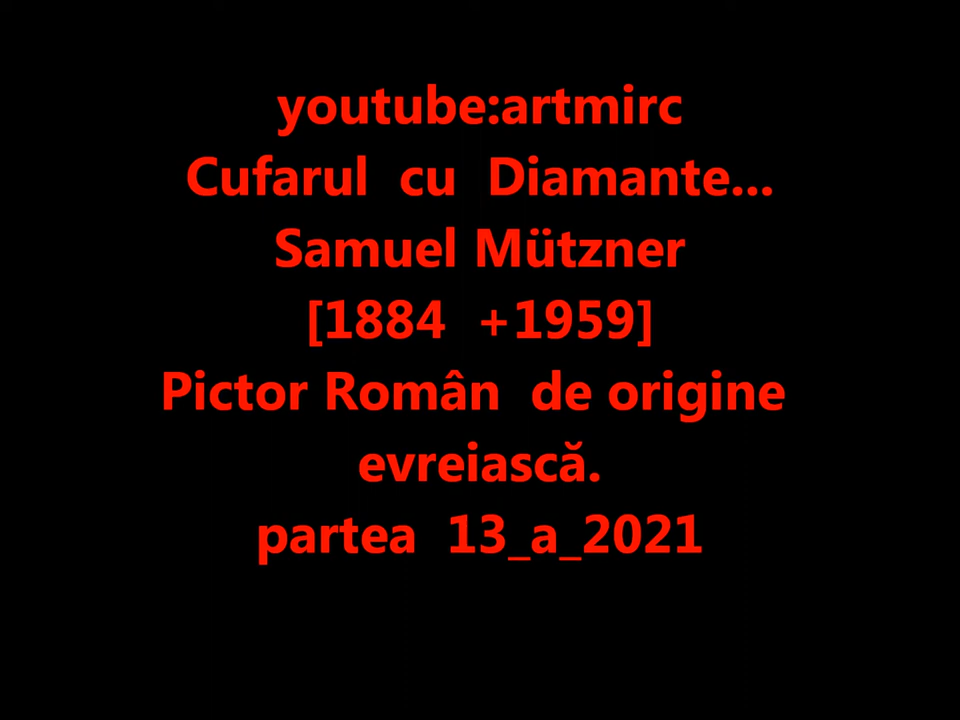 youtube:artmirc
Cufarul cu Diamante...
Samuel Mützner
[1884 +1959]
Pictor Român de origine
evreiască.
partea 13_a_2021